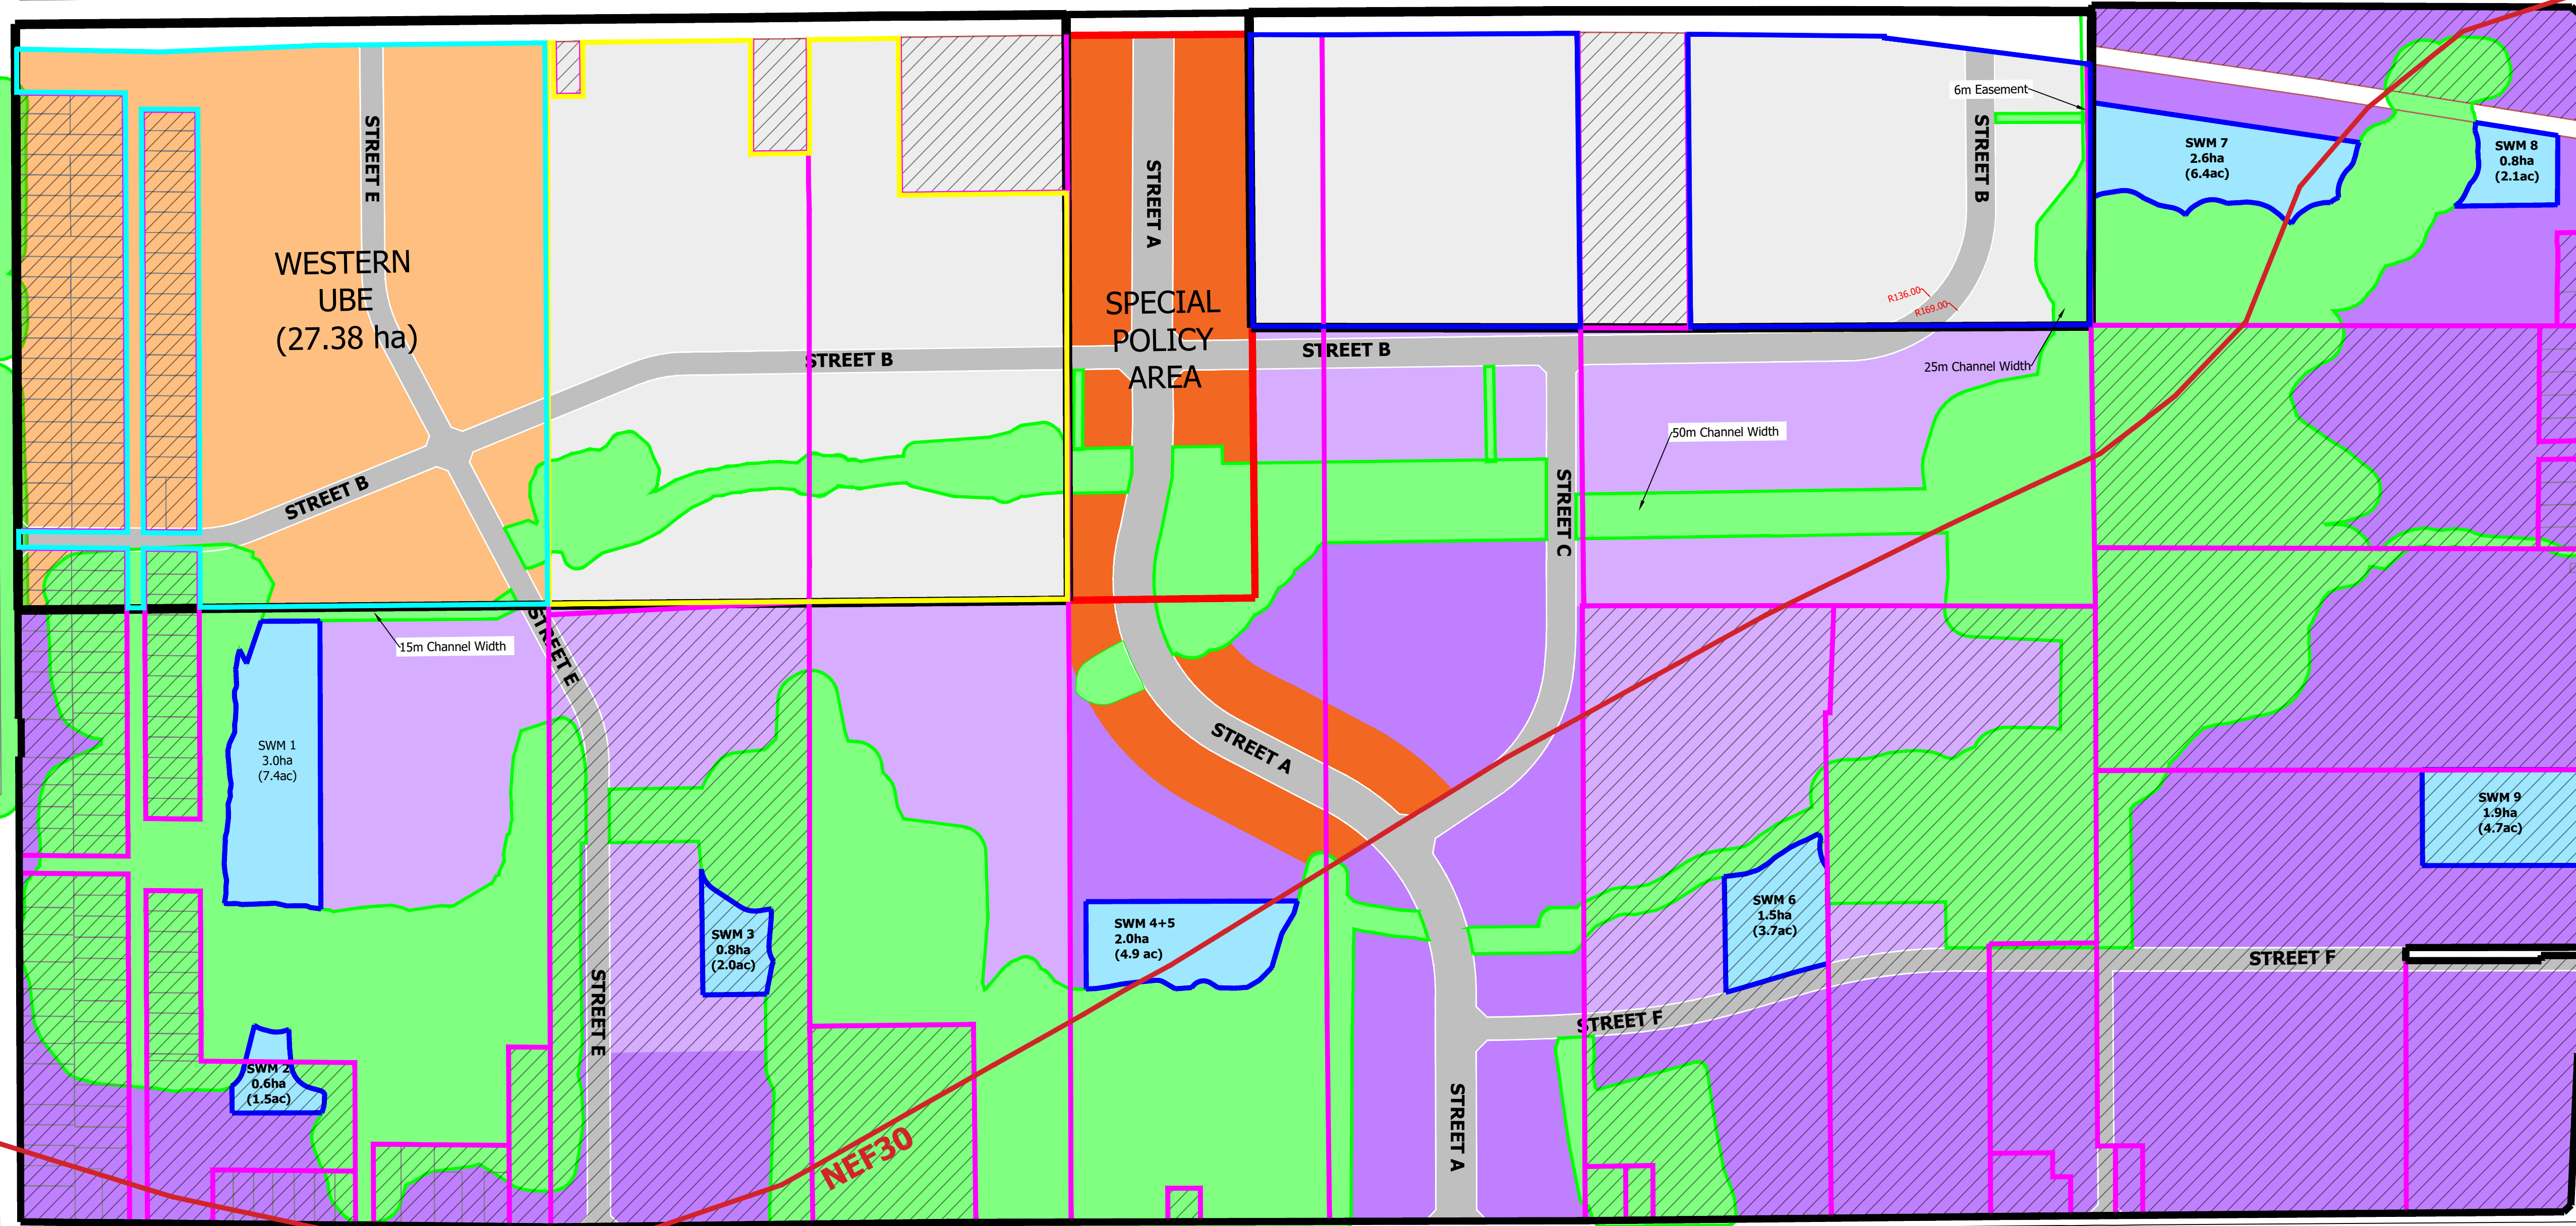 6m Easement
SWM 7
2.6ha
(6.4ac)
SWM 8
0.8ha
(2.1ac)
STREET E
STREET A
STREET B
WESTERN
UBE
(27.38 ha)
SPECIAL
POLICY
AREA
R136.00
R169.00
STREET B
STREET B
25m Channel Width
50m Channel Width
STREET B
STREET C
15m Channel Width
STREET E
SWM 1
3.0ha
(7.4ac)
STREET A
SWM 9
1.9ha
(4.7ac)
SWM 3
0.8ha
(2.0ac)
SWM 4+5
2.0ha
(4.9 ac)
SWM 6
1.5ha
(3.7ac)
STREET F
STREET E
STREET F
SWM 2
0.6ha
(1.5ac)
NEF30
STREET A